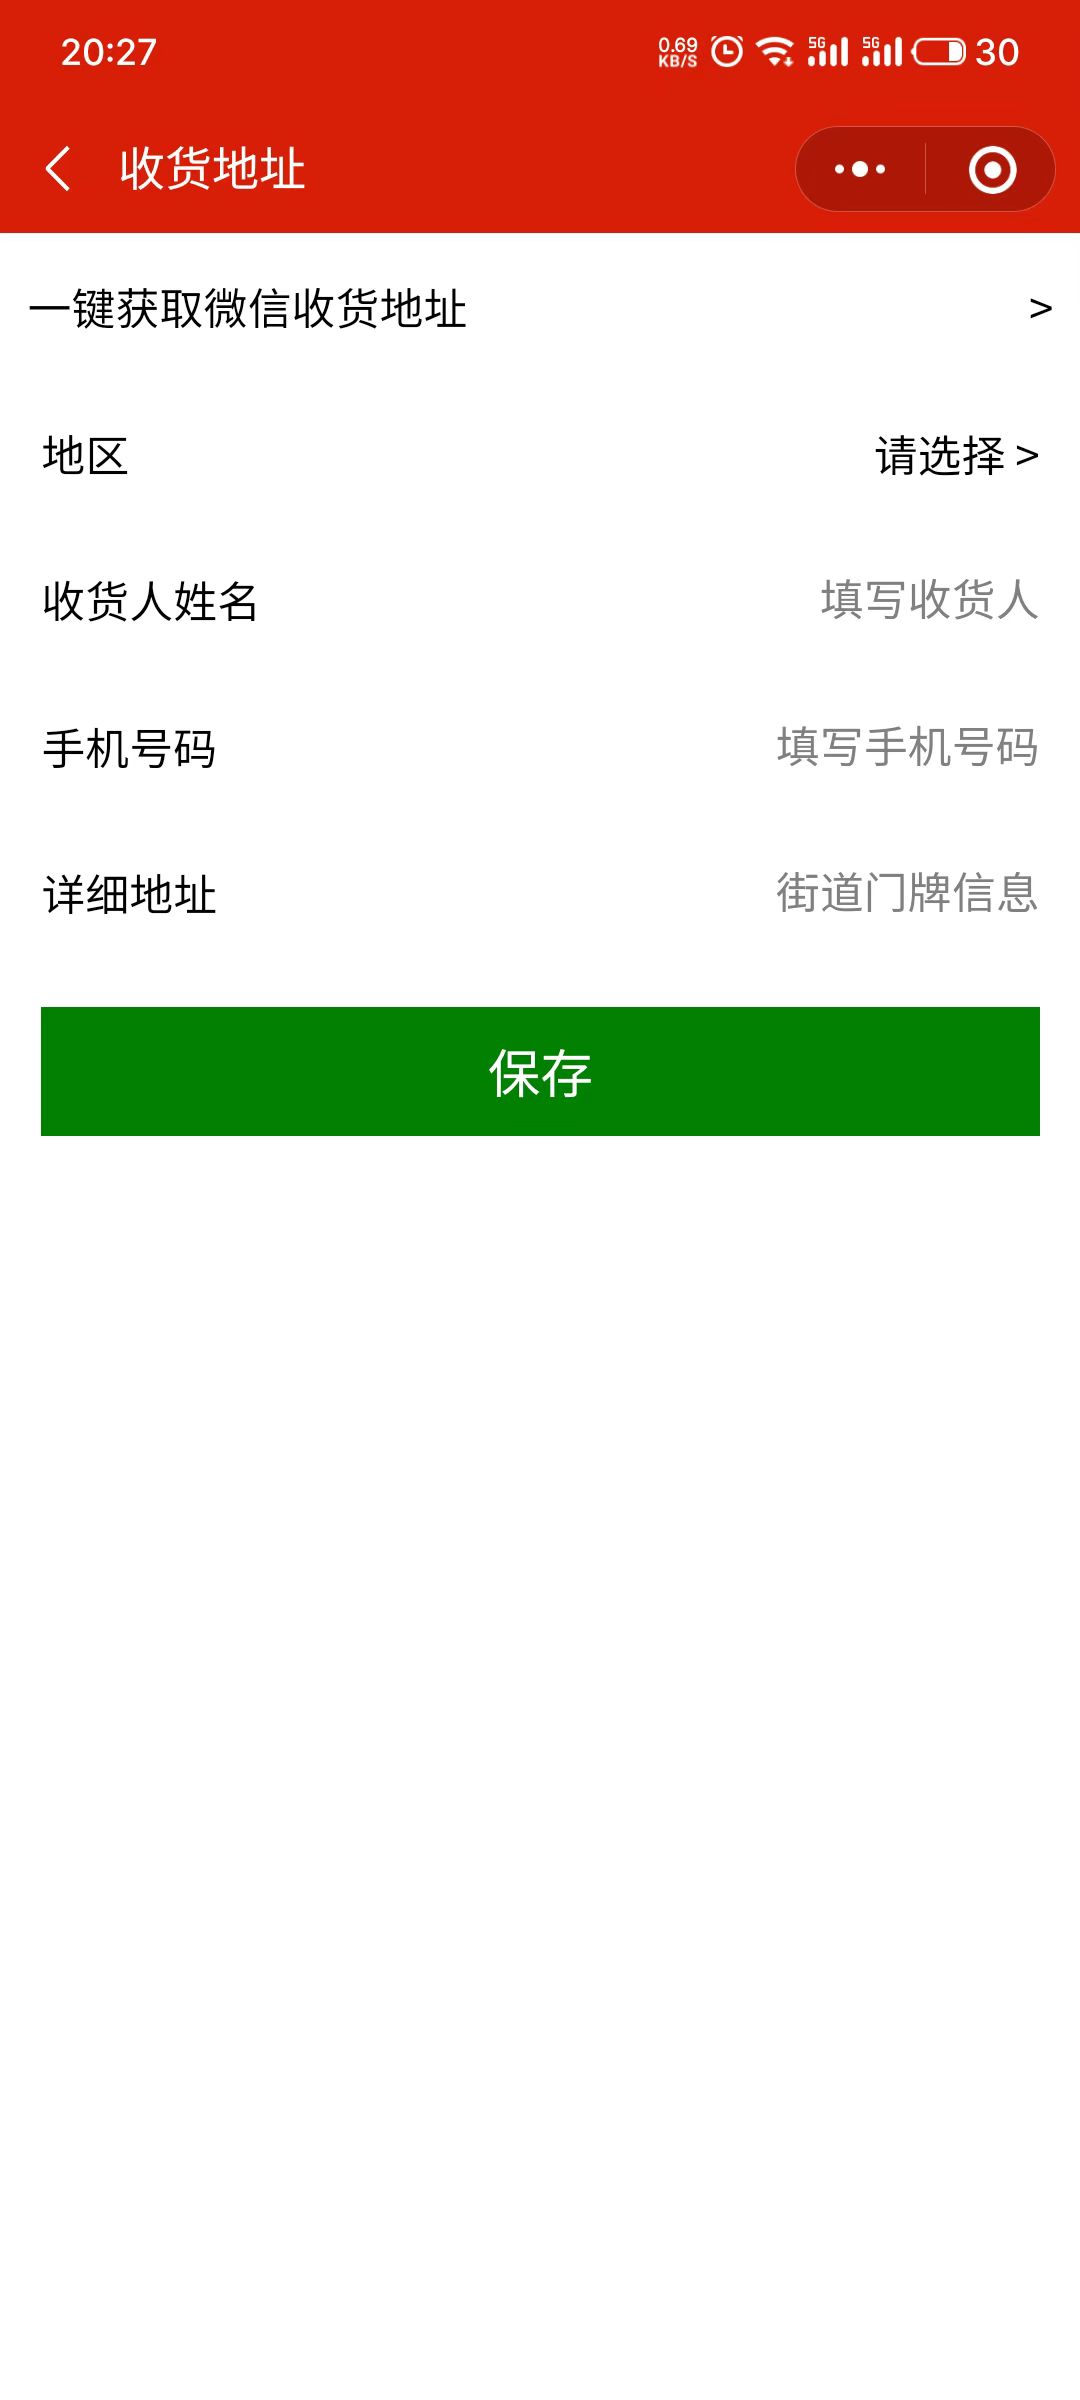 20:27
0.69
KB/S
5G
5G
30
收货地址
一键获取微信收货地址 >
地区 请选择 >
收货人姓名 填写收货人
手机号码 填写手机号码
详细地址 街道门牌信息
保存